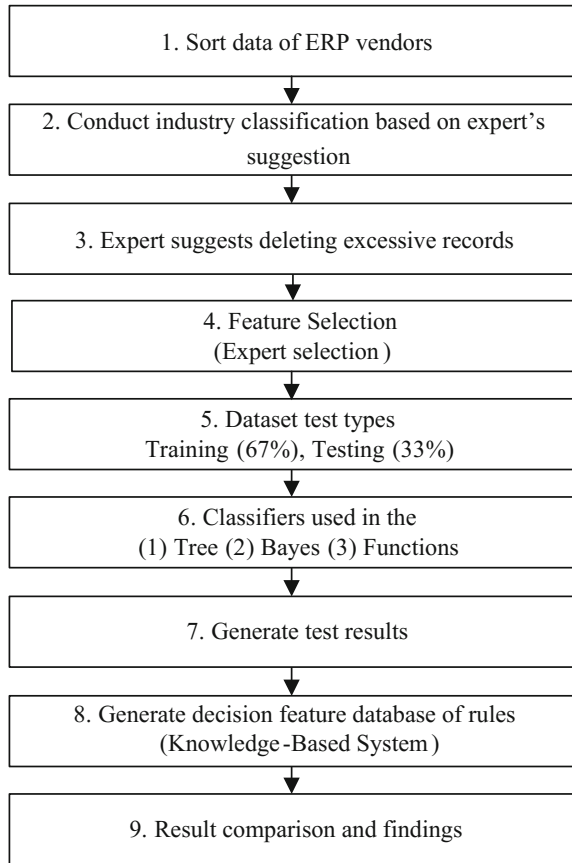 1. Sort data of ERP vendors
2. Conduct industry classification based on expert’s
suggestion
3. Expert suggests deleting excessive records
4. Feature Selection
(Expert selection)
5. Dataset test types
Training (67%), Testing (33%)
6. Classifiers used in the
(1) Tree (2) Bayes (3) Functions
7. Generate test results
8. Generate decision feature database of rules
(Knowledge-Based System)
9. Result comparison and findings